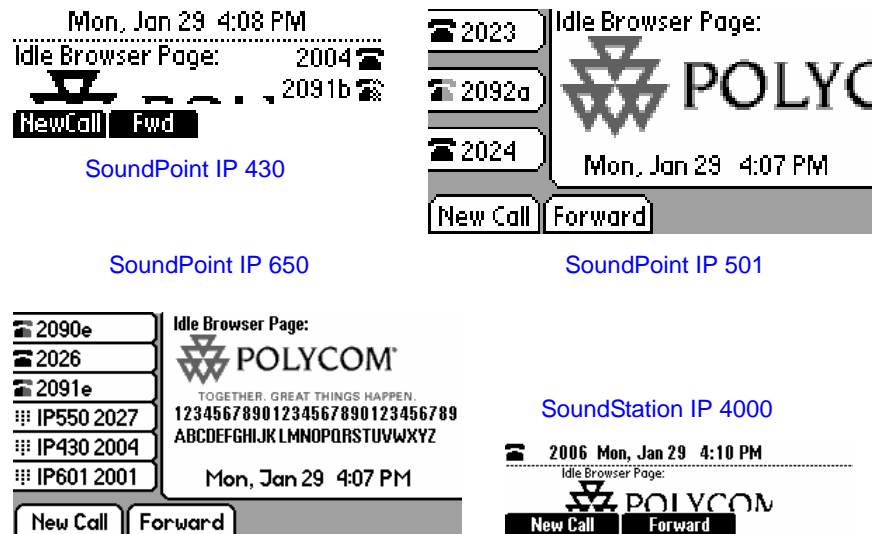 Mon, Jan 29 4:08 PM
Idle Browser Page:
2004
2091b
NewCall Fwd
SoundPoint IP 430
2023
2092a
2024
Idle Browser Page:
POLYC
Mon, Jan 29 4:07 PM
New Call Forward
SoundPoint IP 650
SoundPoint IP 501
2090e
2026
2091e
IP550 2027
IP430 2004
IP601 2001
Idle Browser Page:
POLYCOM
TOGETHER. GREAT THINGS HAPPEN.
12345678901234567890123456789
ABCDEFGHIJKLMNOPQRSTUVWXYZ
Mon, Jan 29 4:07 PM
New Call Forward
SoundStation IP 4000
2006 Mon, Jan 29 4:10 PM
Idle Browser Page:
POLYCOM
New Call Forward